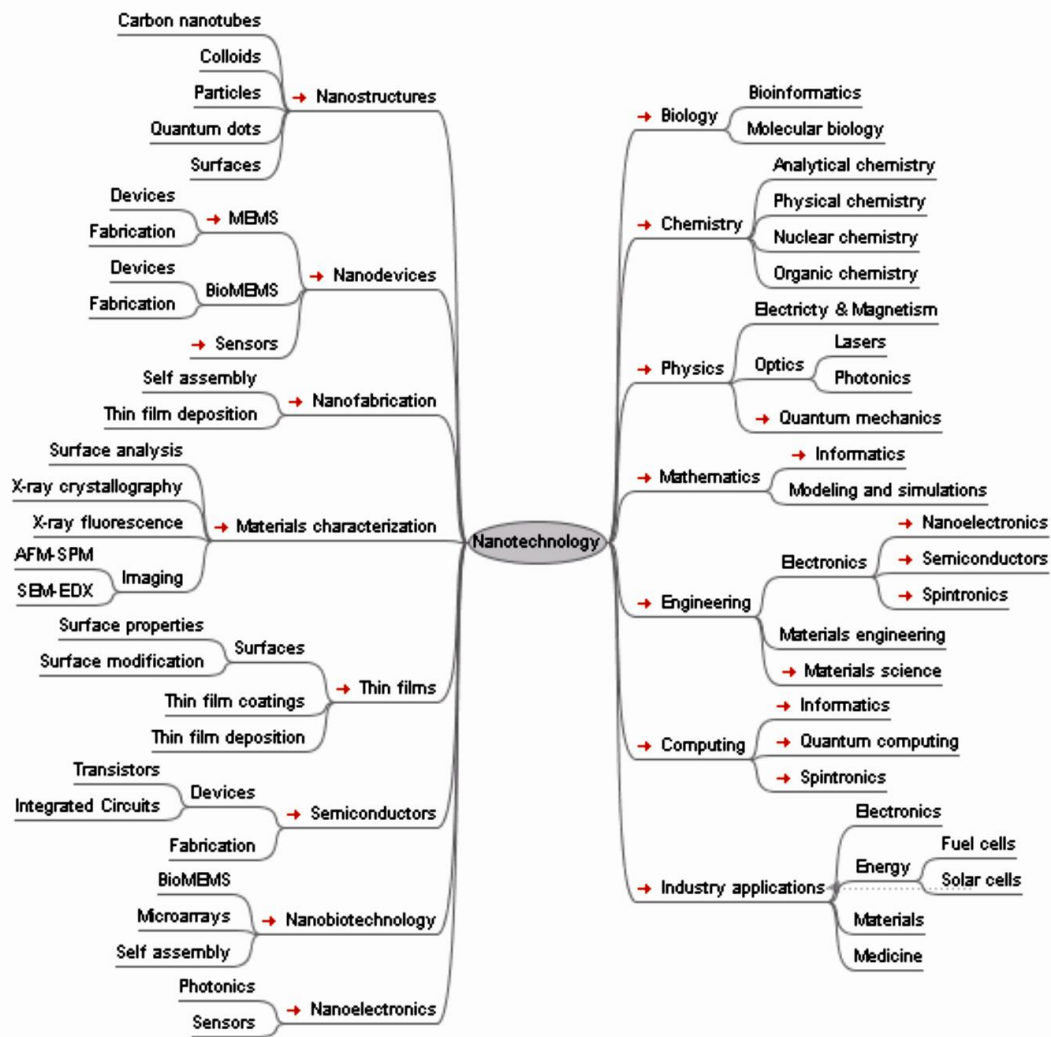 Carbon nanotubes
Colloids
Particles
Quantum dots
Surfaces
Nanostructures
Devices
Fabrication
MEMS
Devices
Fabrication
BioMEMS
Sensors
Nanodevices
Self assembly
Thin film deposition
Nanofabrication
Surface analysis
X-ray crystallography
X-ray fluorescence
AFM-SPM
SEM-EDX
Imaging
Materials characterization
Surface properties
Surface modification
Surfaces
Thin film coatings
Thin film deposition
Thin films
Transistors
Integrated Circuits
Devices
Fabrication
Semiconductors
BioMEMS
Microarrays
Self assembly
Nanobiotechnology
Photonics
Sensors
Nanoelectronics
Nanotechnology
Biology
Bioinformatics
Molecular biology
Chemistry
Analytical chemistry
Physical chemistry
Nuclear chemistry
Organic chemistry
Physics
Electricty & Magnetism
Optics
Lasers
Photonics
Quantum mechanics
Mathematics
Informatics
Modeling and simulations
Engineering
Electronics
Nanoelectronics
Semiconductors
Spintronics
Materials engineering
Materials science
Computing
Informatics
Quantum computing
Spintronics
Industry applications
Electronics
Energy
Fuel cells
Solar cells
Materials
Medicine